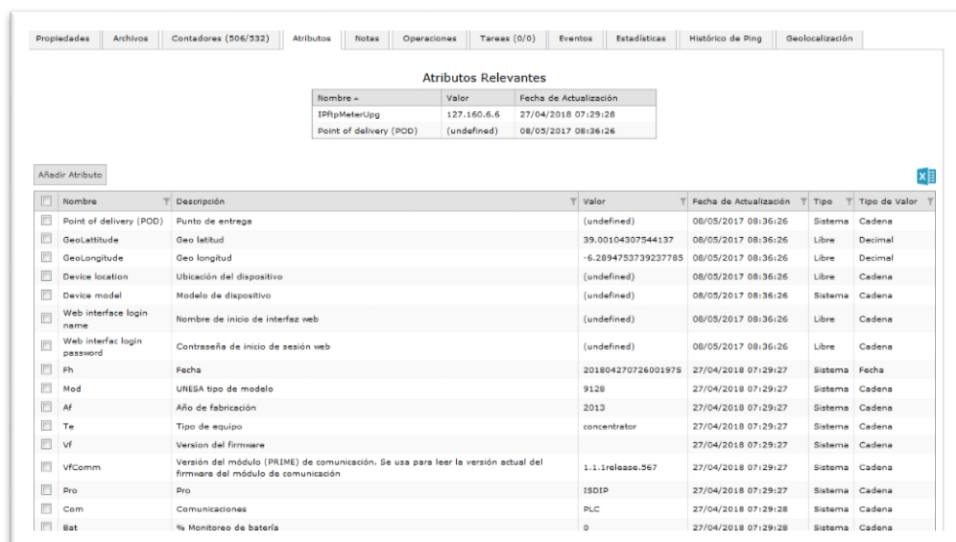 Propiedades Archivos Contadores (506/532) Atributos Notas Operaciones Tareas (0/0) Eventos Estadísticas Histórico de Ping Geolocalización
Atributos Relevantes
Nombre Valor Fecha de Actualización
IPftpMeterUpg 127.160.6.6 27/04/2018 07:29:28
Point of delivery (POD) (undefined) 08/05/2017 08:36:26
Añadir Atributo
Nombre Descripción Valor Fecha de Actualización Tipo Tipo de Valor
Point of delivery (POD) Punto de entrega (undefined) 08/05/2017 08:36:26 Sistema Cadena
GeoLattitude Geo latitud 39.00104307544137 08/05/2017 08:36:26 Libre Decimal
GeoLongitude Geo longitud -6.2894753739237785 08/05/2017 08:36:26 Libre Decimal
Device location Ubicación del dispositivo (undefined) 08/05/2017 08:36:26 Libre Cadena
Device model Modelo de dispositivo (undefined) 08/05/2017 08:36:26 Sistema Cadena
Web interface login
name Nombre de inicio de interfaz web (undefined) 08/05/2017 08:36:26 Libre Cadena
Web interfac login
password Contraseña de inicio de sesión web (undefined) 08/05/2017 08:36:26 Libre Cadena
Fh Fecha 201804270726001975 27/04/2018 07:29:27 Sistema Fecha
Mod UNESA tipo de modelo 9128 27/04/2018 07:29:27 Sistema Cadena
Af Año de fabricación 2013 27/04/2018 07:29:27 Sistema Cadena
Te Tipo de equipo concentrator 27/04/2018 07:29:27 Sistema Cadena
Vf Version del firmware 27/04/2018 07:29:27 Sistema Cadena
VfComm Versión del módulo (PRIME) de comunicación. Se usa para leer la versión actual del
firmware del módulo de comunicación 1.1.1release.567 27/04/2018 07:29:27 Sistema Cadena
Pro Pro ISDIP 27/04/2018 07:29:27 Sistema Cadena
Com Comunicaciones PLC 27/04/2018 07:29:28 Sistema Cadena
Bat % Monitoreo de batería 0 27/04/2018 07:29:28 Sistema Cadena